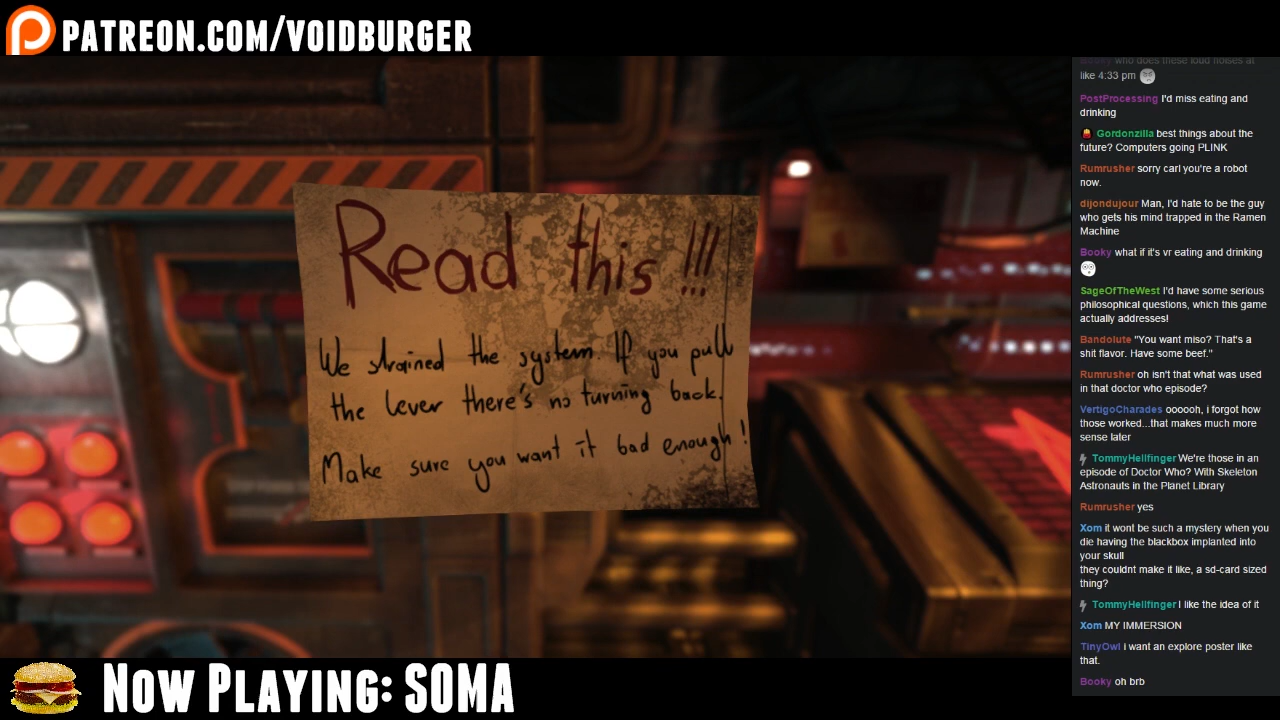 PATREON.COM/VOIDBURGER
Read this !!!
We strained the system. If you pull
the lever there's no turning back.
Make sure you want it bad enough!
Now Playing: SOMA
Booky who does these loud noises at
like 4:33 pm
PostProcessing I'd miss eating and
drinking
Gordonzilla best things about the
future? Computers going PLINK
Rumrusher sorry carl you're a robot
now.
dijondujour Man, I'd hate to be the guy
who gets his mind trapped in the Ramen
Machine
Booky what if it's vr eating and drinking
SageOfTheWest I'd have some serious
philosophical questions, which this game
actually addresses!
Bandolute "You want miso? That's a
shit flavor. Have some beef."
Rumrusher oh isn't that what was used
in that doctor who episode?
VertigoCharades oooooh, i forgot how
those worked...that makes much more
sense later
TommyHellfinger We're those in an
episode of Doctor Who? With Skeleton
Astronauts in the Planet Library
Rumrusher yes
Xom it wont be such a mystery when you
die having the blackbox implanted into
your skull
they couldnt make it like, a sd-card sized
thing?
TommyHellfinger I like the idea of it
Xom MY IMMERSION
TinyOwl i want an explore poster like
that.
Booky oh brb